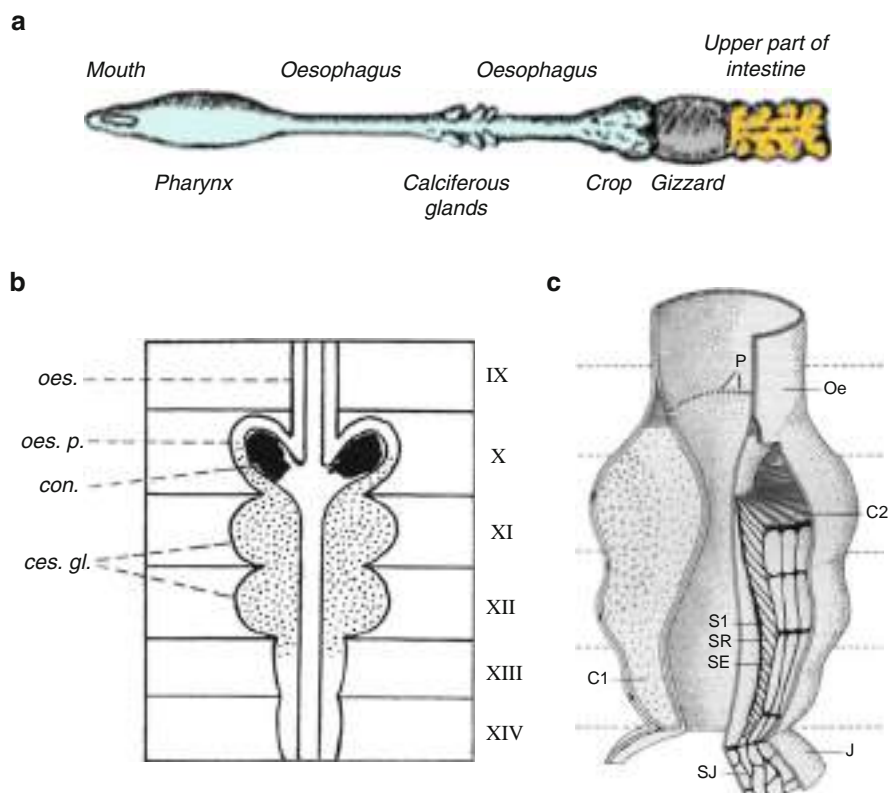 a
Mouth
Oesophagus
Oesophagus
Upper part of
intestine
Pharynx
Calciferous
glands
Crop
Gizzard
b
oes.
oes. p.
con.
ces. gl.
IX
X
XI
XII
XIII
XIV
c
P
Oe
C2
S1
SR
SE
C1
SJ
J